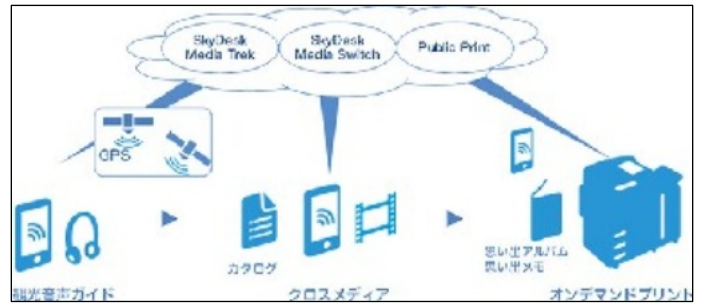 SkyDesk
Media Trek
SkyDesk
Media Switch
Public Print
GPS
カタログ
思い出アルバム
思い出メモ
観光音声ガイド
クロスメディア
オンデマンドプリント